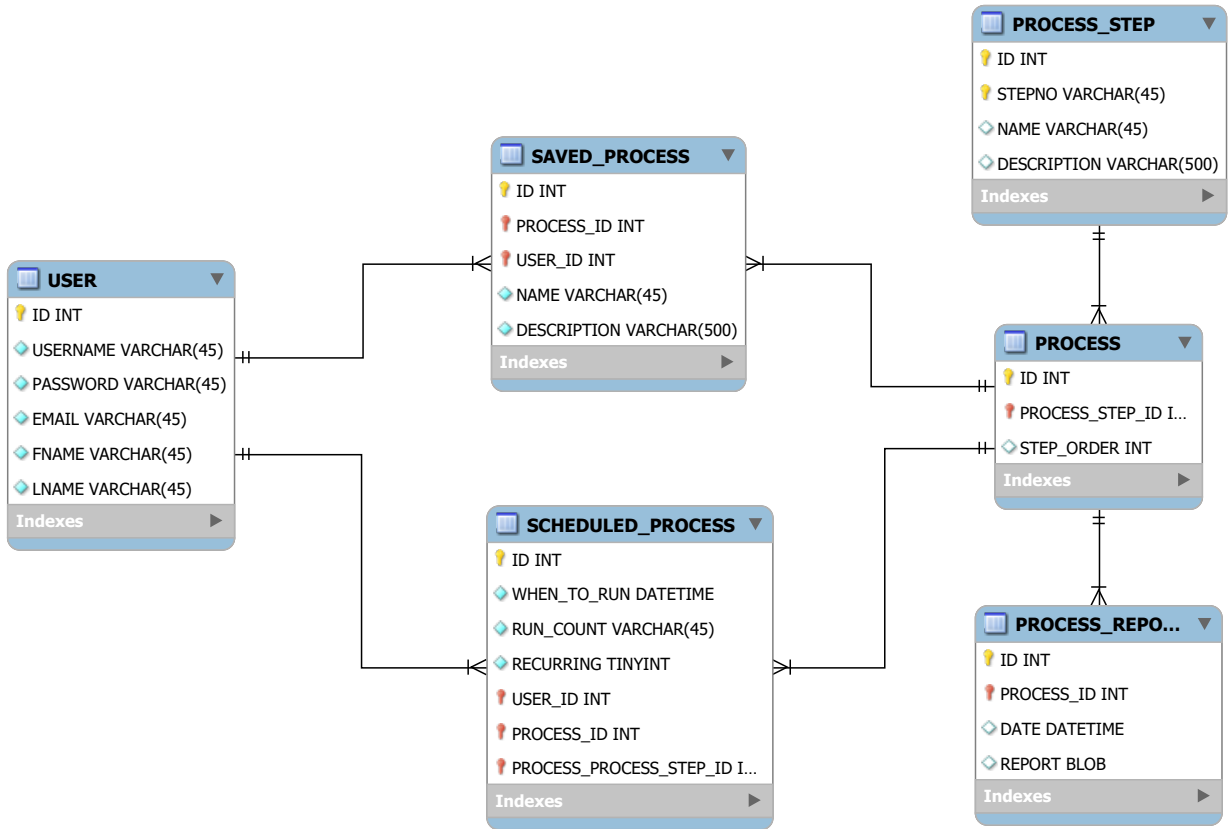 PROCESS_STEP
ID INT
STEPNO VARCHAR(45)
NAME VARCHAR(45)
DESCRIPTION VARCHAR(500)
Indexes
SAVED_PROCESS
ID INT
PROCESS_ID INT
USER_ID INT
NAME VARCHAR(45)
DESCRIPTION VARCHAR(500)
Indexes
USER
ID INT
USERNAME VARCHAR(45)
PASSWORD VARCHAR(45)
EMAIL VARCHAR(45)
FNAME VARCHAR(45)
LNAME VARCHAR(45)
Indexes
PROCESS
ID INT
PROCESS_STEP_ID I...
STEP_ORDER INT
Indexes
SCHEDULED_PROCESS
ID INT
WHEN_TO_RUN DATETIME
RUN_COUNT VARCHAR(45)
RECURRING TINYINT
USER_ID INT
PROCESS_ID INT
PROCESS_PROCESS_STEP_ID I...
Indexes
PROCESS_REPO...
ID INT
PROCESS_ID INT
DATE DATETIME
REPORT BLOB
Indexes